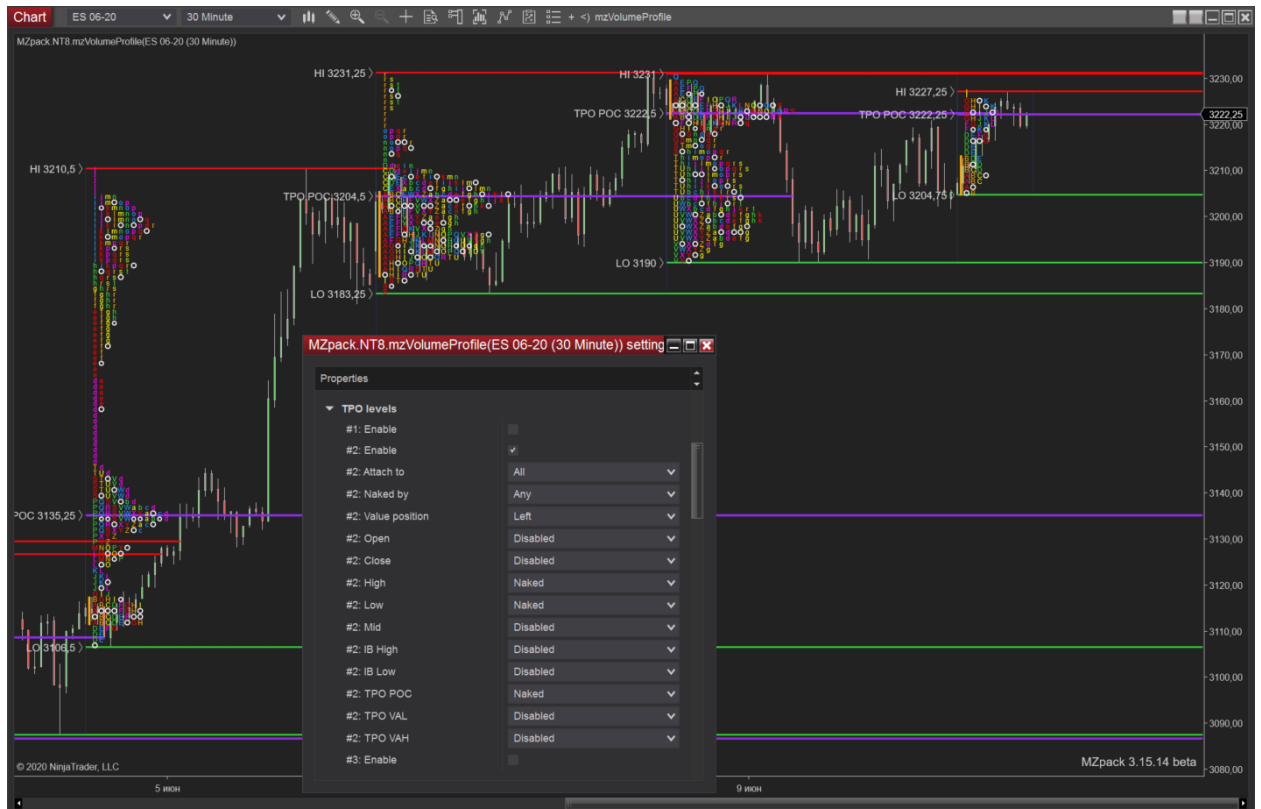 Chart ES 06-20 30 Minute mzVolumeProfile
MZpack.NT8.mzVolumeProfile(ES 06-20 (30 Minute))
HI 3231,25
HI 3231
3230,00
HI 3227,25
TPO POC 3222,5
TPO POC 3222,25
3222,25
3220,00
HI 3210,5
3210,00
TPO POC 3204,5
LO 3204,75
3200,00
LO 3190
3190,00
LO 3183,25
3180,00
3170,00
3160,00
3150,00
3140,00
POC 3135,25
3130,00
3120,00
3110,00
LO 3106,5
3100,00
3090,00
3080,00
MZpack.NT8.mzVolumeProfile(ES 06-20 (30 Minute)) setting
Properties
TPO levels
#1: Enable
#2: Enable
#2: Attach to All
#2: Naked by Any
#2: Value position Left
#2: Open Disabled
#2: Close Disabled
#2: High Naked
#2: Low Naked
#2: Mid Disabled
#2: IB High Disabled
#2: IB Low Disabled
#2: TPO POC Naked
#2: TPO VAL Disabled
#2: TPO VAH Disabled
#3: Enable
© 2020 NinjaTrader, LLC
MZpack 3.15.14 beta
5 июн
9 июн